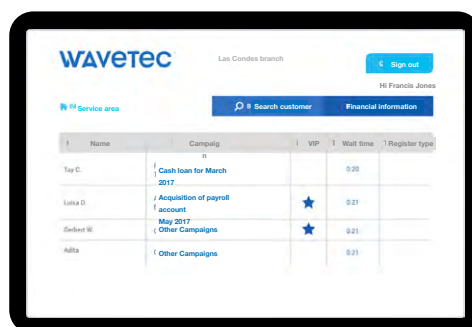 WAVETEC
Las Condes branch
Sign out
Hi Francis Jones
Service area
Search customer
Financial information
Name
Campaig
n
VIP
Wait time
Register type
Tay C.
Cash loan for March
2017
0:20
Luisa D.
Acquisition of payroll
account
May 2017
0:21
Gerbert W.
Other Campaigns
0:21
Adita
Other Campaigns
0:21